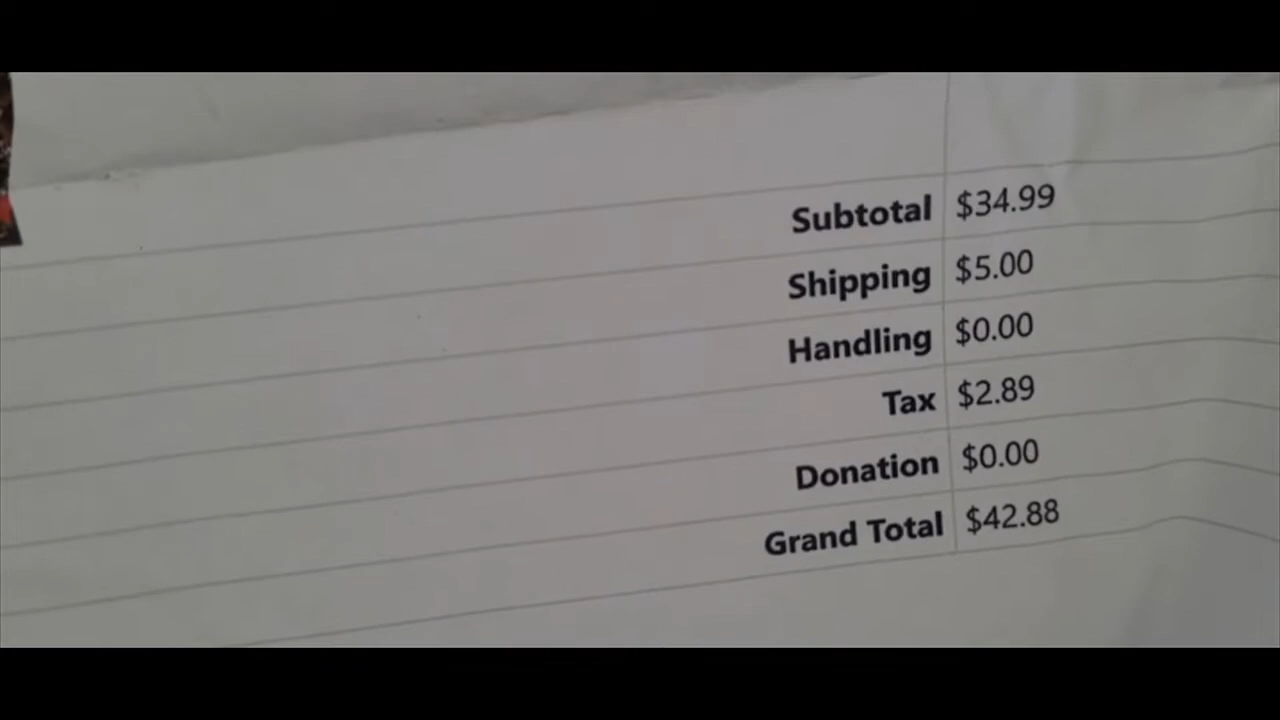 Subtotal $34.99
Shipping $5.00
Handling $0.00
Tax $2.89
Donation $0.00
Grand Total $42.88